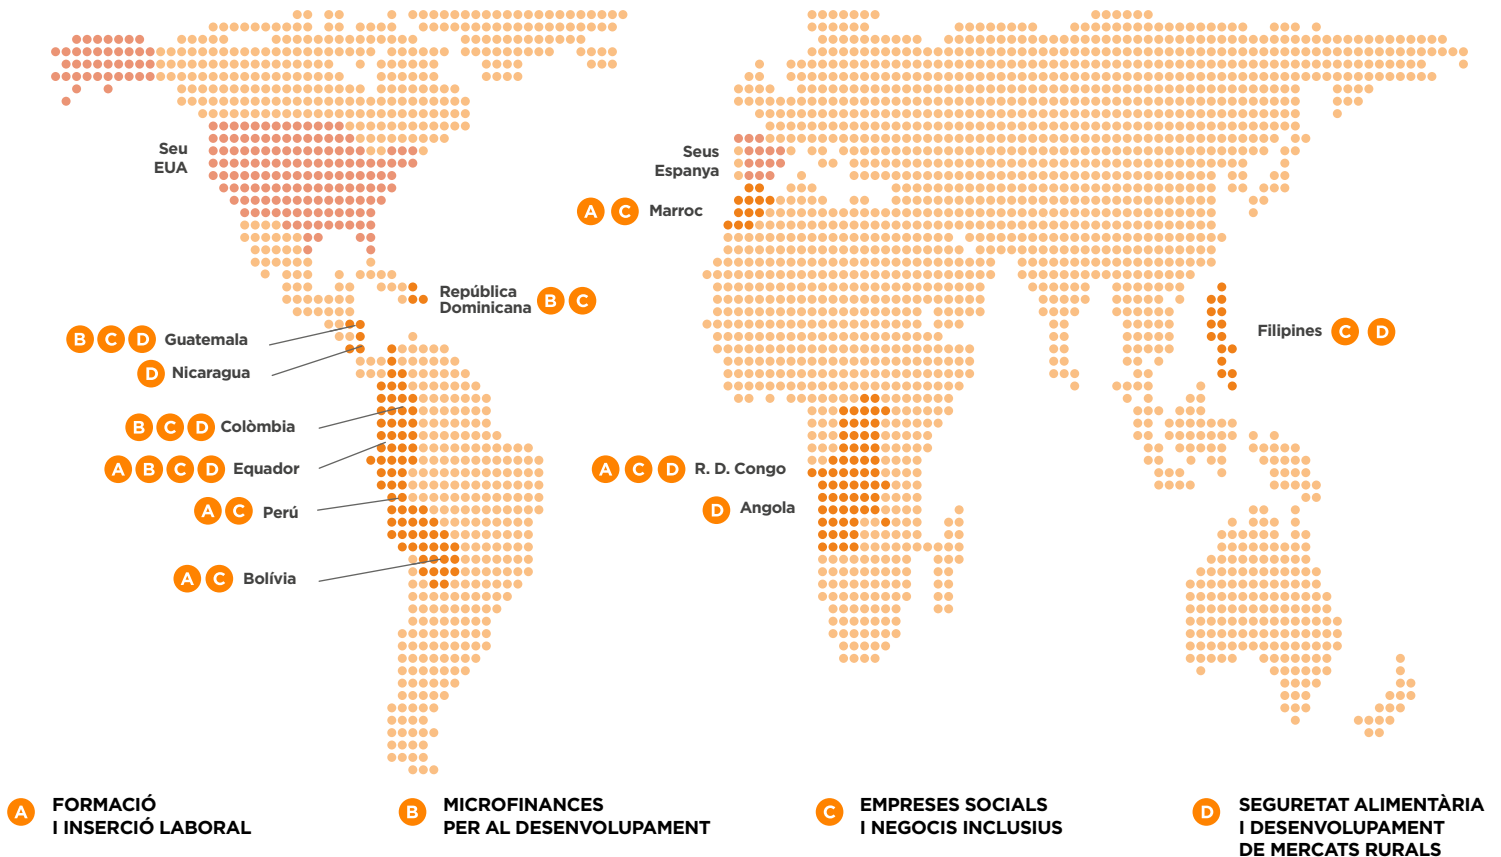 Seu
EUA
Seus
Espanya
A C Marroc
República
Dominicana B C
B C D Guatemala
Filipines C D
D Nicaragua
B C D Colòmbia
A B C D Equador
A C D R. D. Congo
A C Perú
D Angola
A C Bolívia
A FORMACIÓ
I INSERCIÓ LABORAL
B MICROFINANCES
PER AL DESENVOLUPAMENT
C EMPRESES SOCIALS
I NEGOCIS INCLUSIUS
D SEGURETAT ALIMENTÀRIA
I DESENVOLUPAMENT
DE MERCATS RURALS